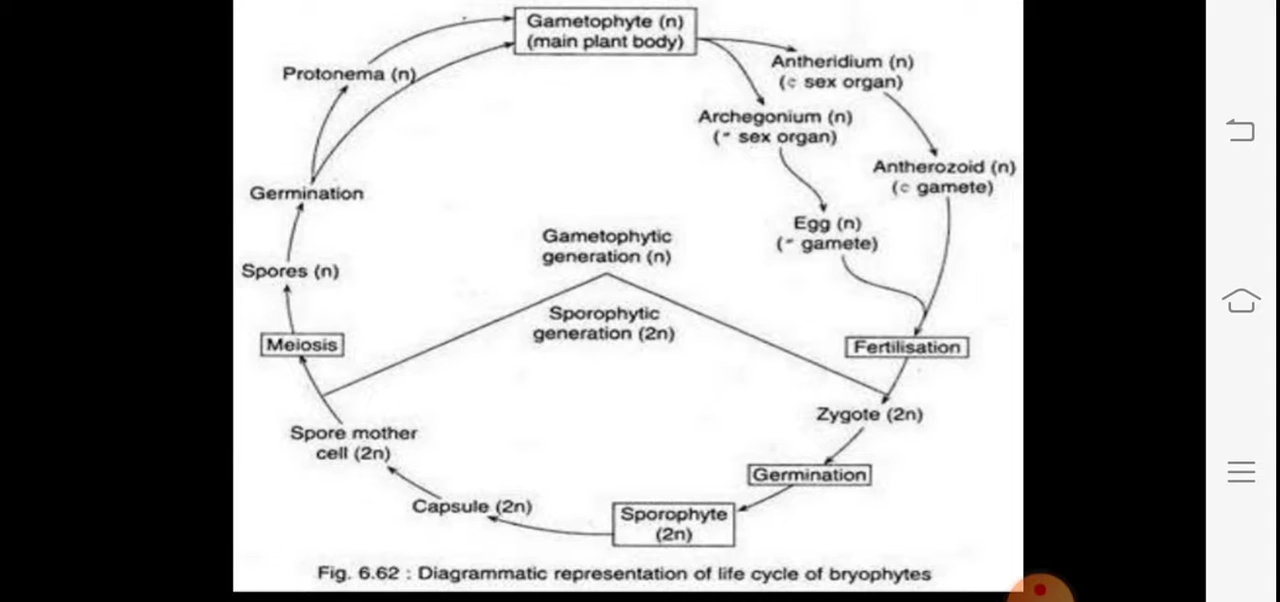 Gametophyte (n)
(main plant body)
Protonema (n)
Antheridium (n)
(c sex organ)
Archegonium (n)
(- sex organ)
Antherozoid (n)
(c gamete)
Germination
Egg (n)
(- gamete)
Gametophytic
generation (n)
Spores (n)
Sporophytic
generation (2n)
Meiosis
Fertilisation
Zygote (2n)
Spore mother
cell (2n)
Germination
Capsule (2n)
Sporophyte
(2n)
Fig. 6.62 : Diagrammatic representation of life cycle of bryophytes